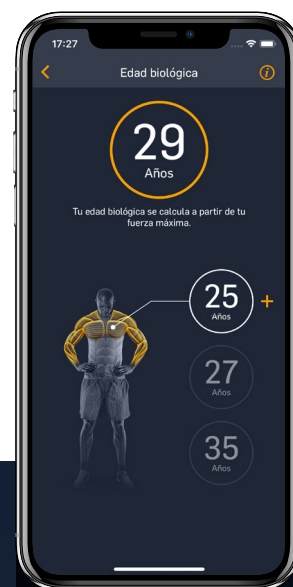 17:27
Edad biológica
29
Años
Tu edad biológica se calcula a partir de tu
fuerza máxima.
25
Años
+
27
Años
35
Años